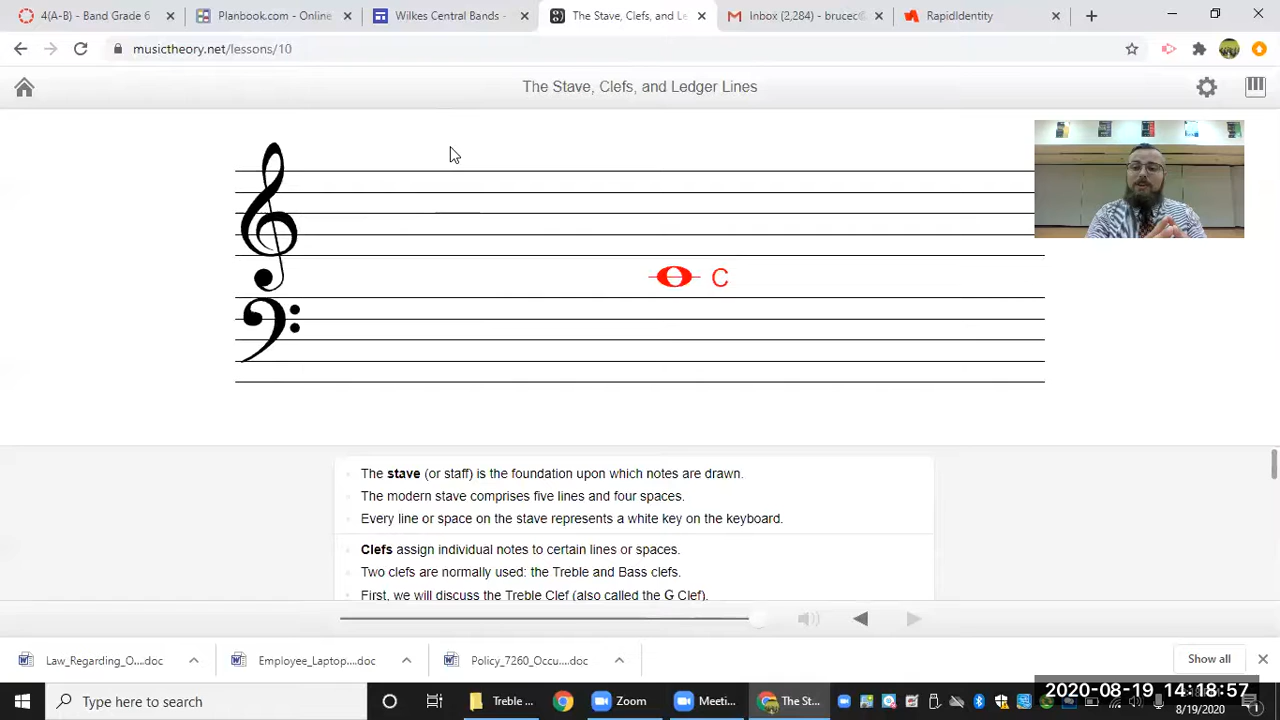 4(A-B) - Band Grade 6
Planbook.com - Online
Wilkes Central Bands -
The Stave, Clefs, and Le
Inbox (2,284) - brucec@
RapidIdentity
musictheory.net/lessons/10
The Stave, Clefs, and Ledger Lines
C
The stave (or staff) is the foundation upon which notes are drawn.
The modern stave comprises five lines and four spaces.
Every line or space on the stave represents a white key on the keyboard.
Clefs assign individual notes to certain lines or spaces.
Two clefs are normally used: the Treble and Bass clefs.
First, we will discuss the Treble Clef (also called the G Clef).
Law_Regarding_O....doc
Employee_Laptop....doc
Policy_7260_Occu....doc
Show all
Type here to search
Treble ...
Zoom
Meeti...
The St...
2020-08-19 14:18:57
8/19/2020